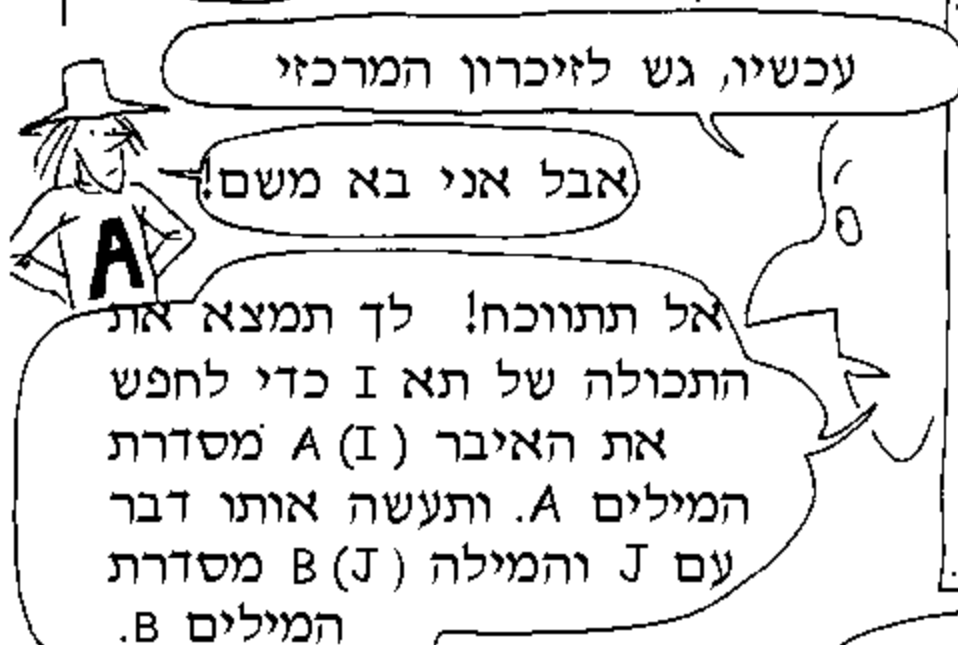 עכשיו, גש לזיכרון המרכזי
אבל אני בא משם!
A
אל תתווכח! לך תמצא את
התכולה של תא I כדי לחפש
את האיבר A(I) מסדרת
המילים A. ותעשה אותו דבר
עם J והמילה B(J) מסדרת
המילים B.